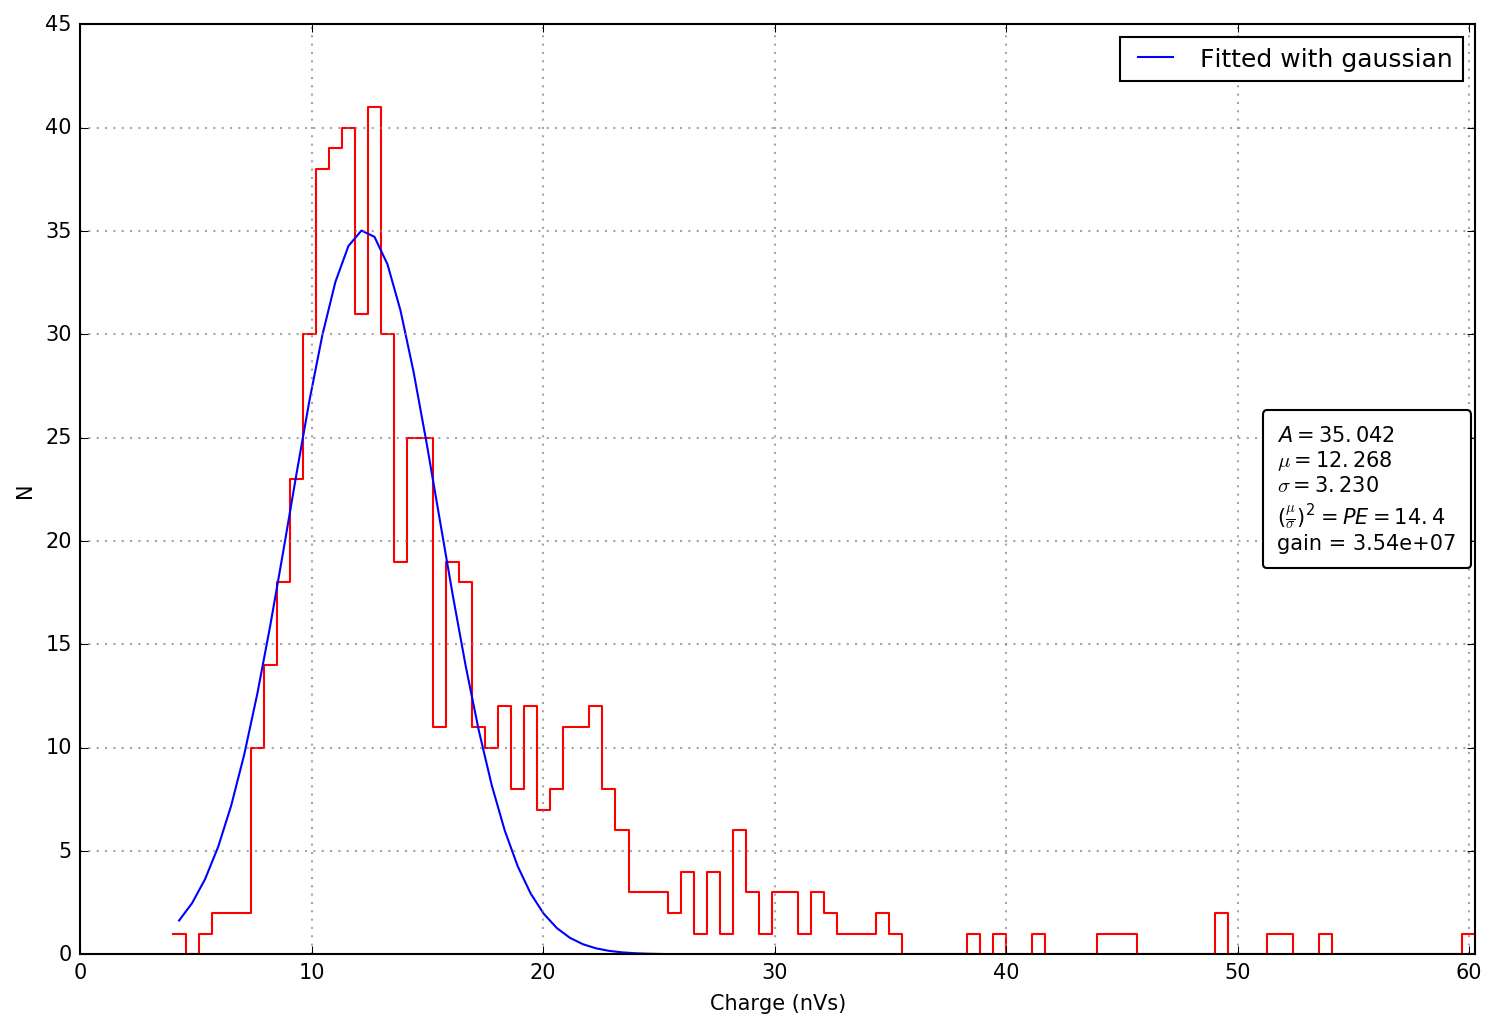 45
40
35
30
25
20
15
10
5
0
N
Fitted with gaussian
A = 35.042
μ = 12.268
σ = 3.230
(μ/σ)² = PE = 14.4
gain = 3.54e+07
0 10 20 30 40 50 60
Charge (nVs)